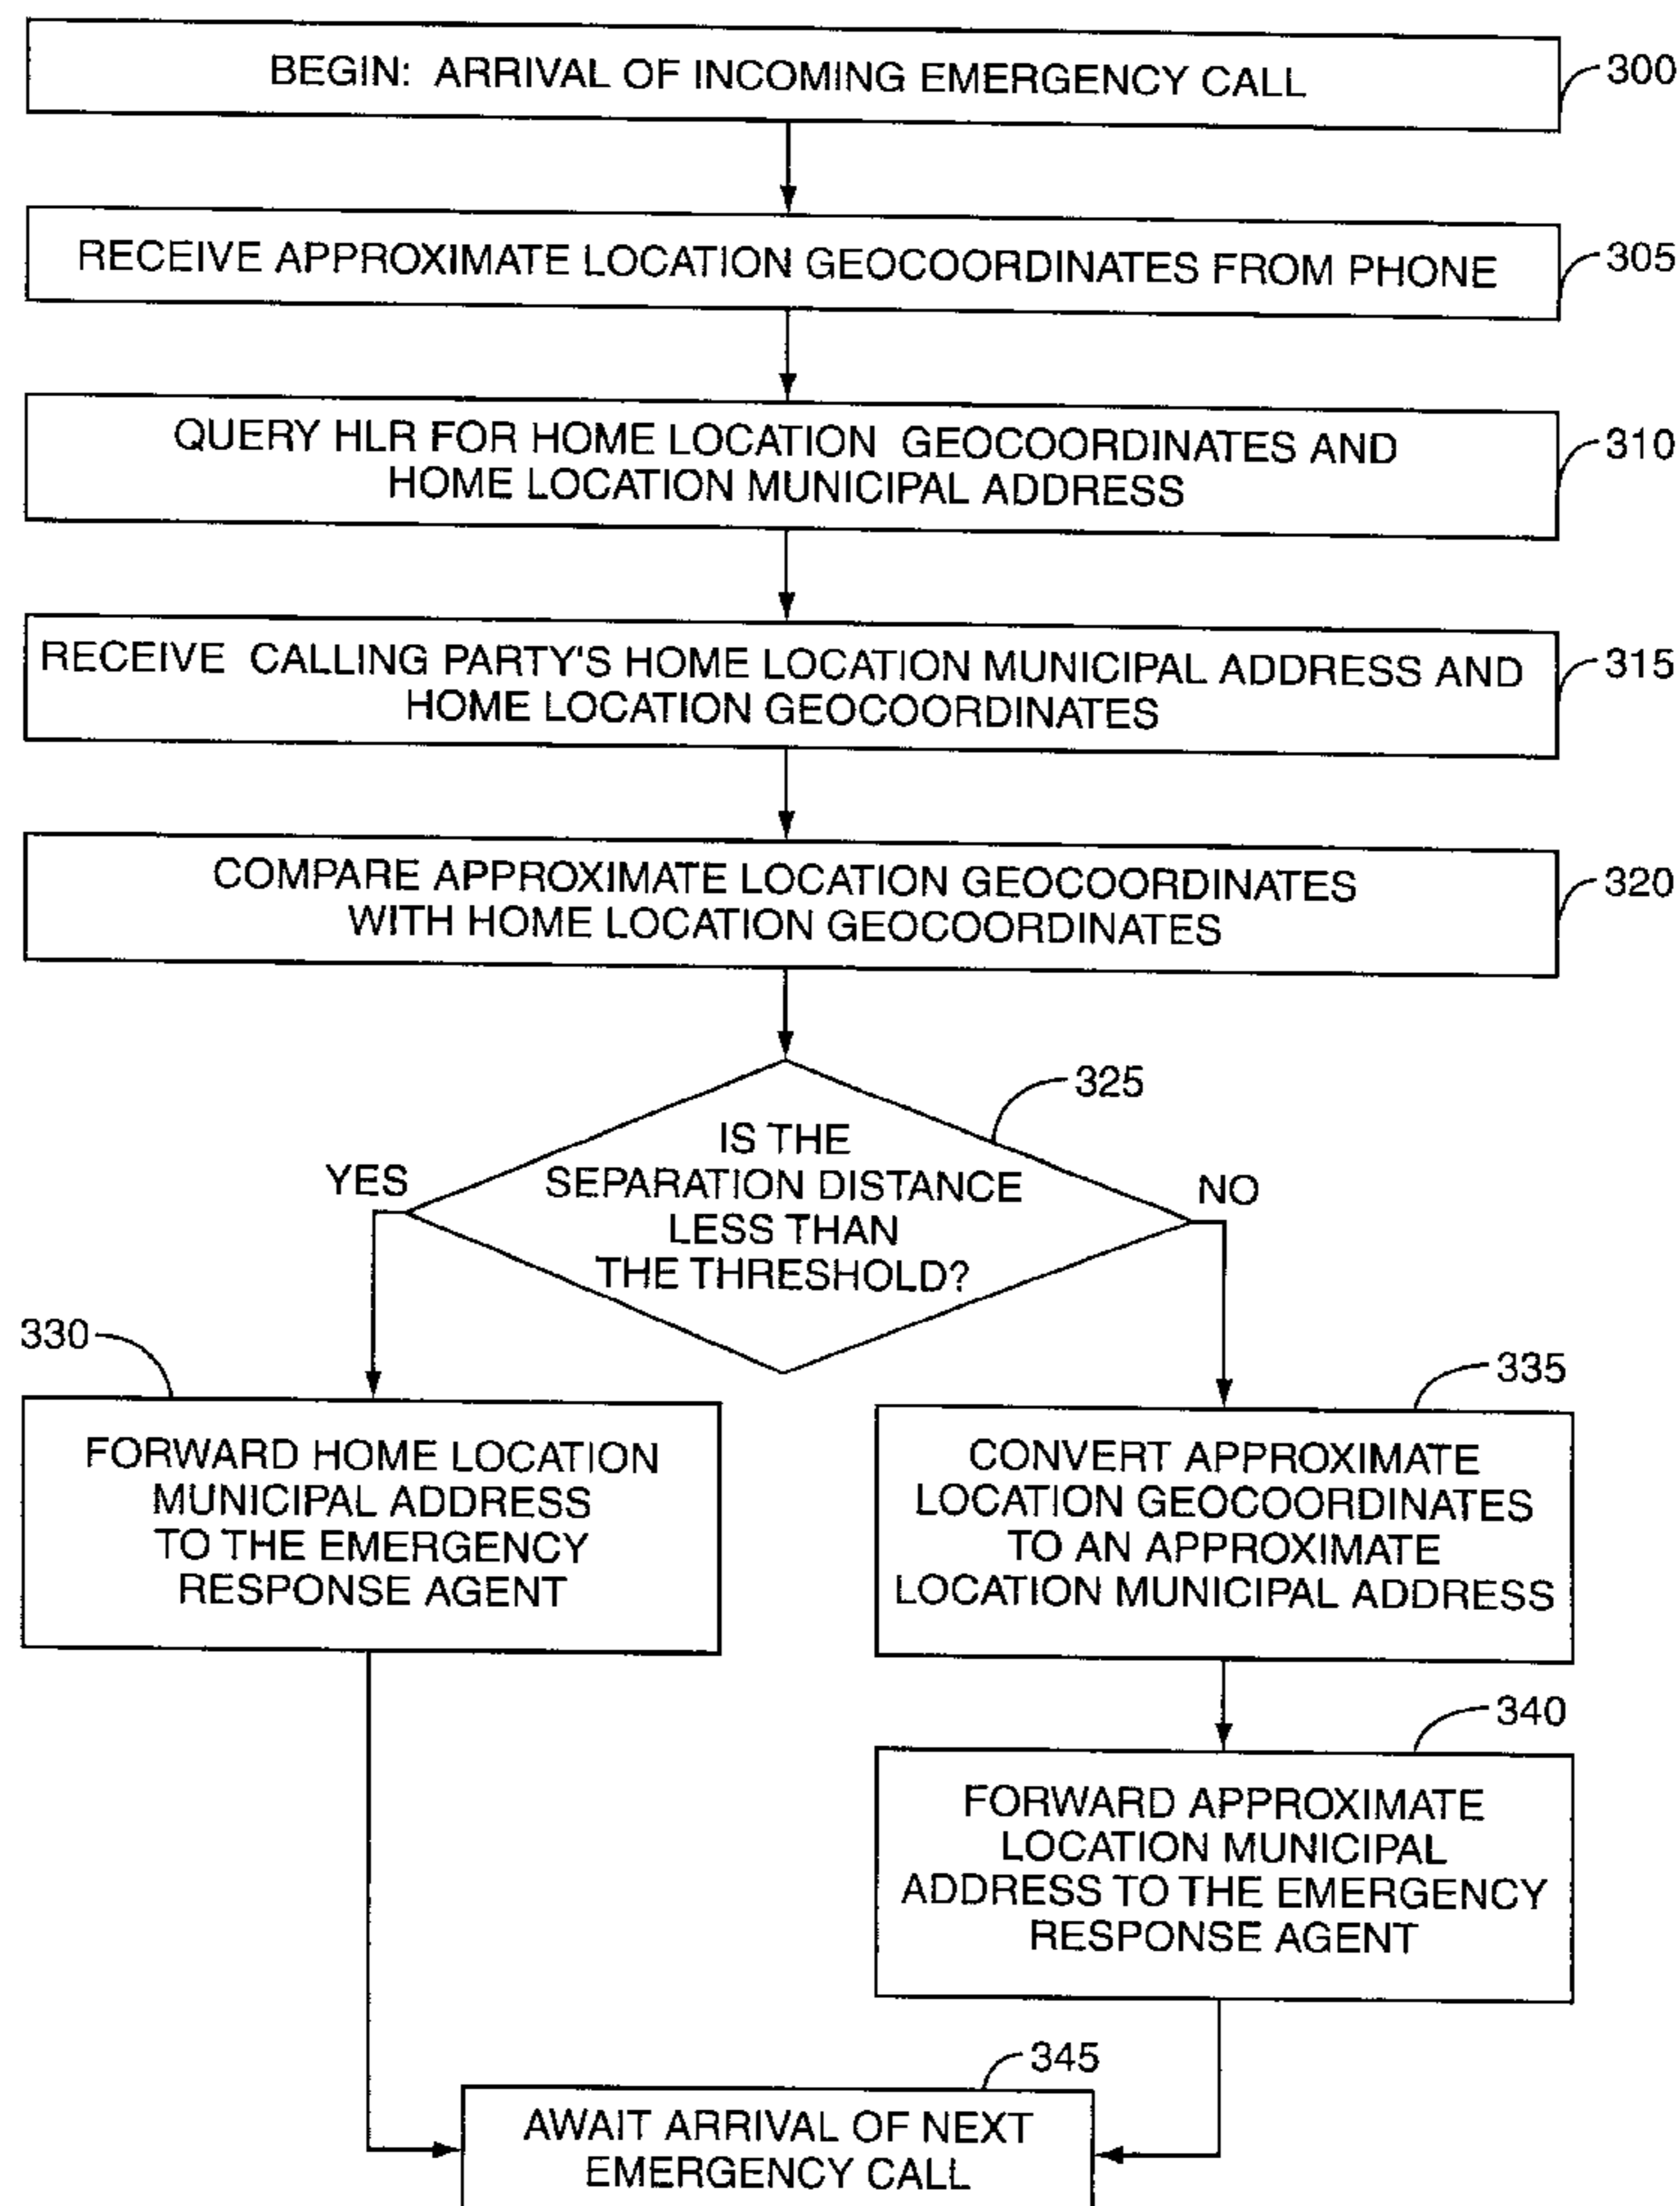 BEGIN: ARRIVAL OF INCOMING EMERGENCY CALL
300
RECEIVE APPROXIMATE LOCATION GEOCOORDINATES FROM PHONE
305
QUERY HLR FOR HOME LOCATION GEOCOORDINATES AND
HOME LOCATION MUNICIPAL ADDRESS
310
RECEIVE CALLING PARTY'S HOME LOCATION MUNICIPAL ADDRESS AND
HOME LOCATION GEOCOORDINATES
315
COMPARE APPROXIMATE LOCATION GEOCOORDINATES
WITH HOME LOCATION GEOCOORDINATES
320
325
IS THE
SEPARATION DISTANCE
LESS THAN
THE THRESHOLD?
YES
NO
330
FORWARD HOME LOCATION
MUNICIPAL ADDRESS
TO THE EMERGENCY
RESPONSE AGENT
335
CONVERT APPROXIMATE
LOCATION GEOCOORDINATES
TO AN APPROXIMATE
LOCATION MUNICIPAL ADDRESS
340
FORWARD APPROXIMATE
LOCATION MUNICIPAL
ADDRESS TO THE EMERGENCY
RESPONSE AGENT
345
AWAIT ARRIVAL OF NEXT
EMERGENCY CALL